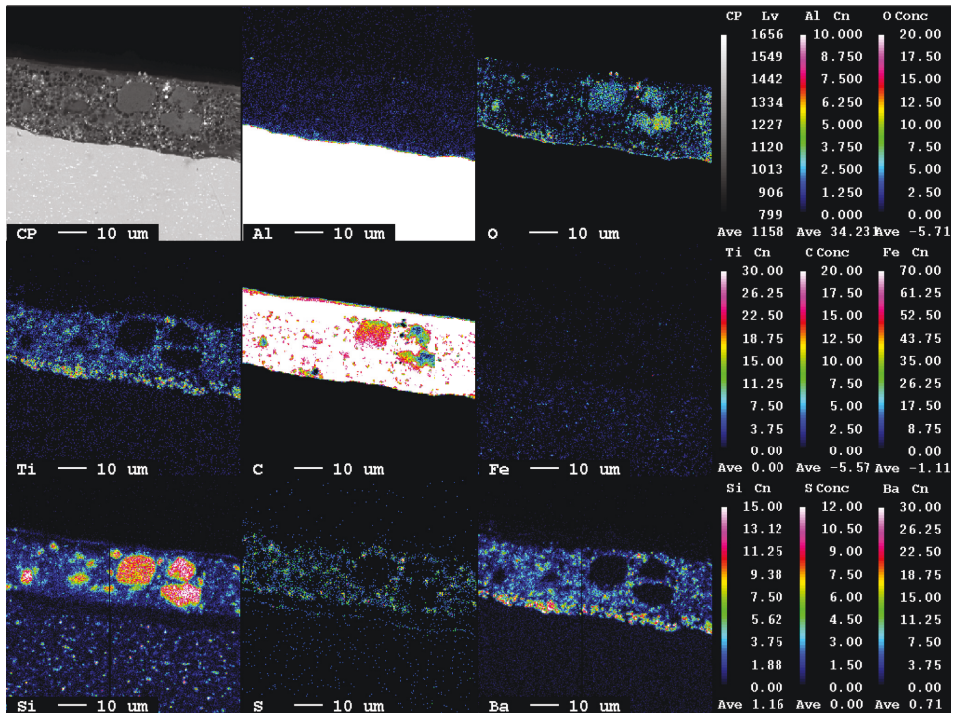 CP Lv Al Cn O Conc
1656 10.000 20.00
1549 8.750 17.50
1442 7.500 15.00
1334 6.250 12.50
1227 5.000 10.00
1120 3.750 7.50
1013 2.500 5.00
906 1.250 2.50
799 0.000 0.00
Ave 1158 Ave 34.231 Ave -5.71
CP 10 um Al 10 um O 10 um
Ti Cn C Conc Fe Cn
30.00 20.00 70.00
26.25 17.50 61.25
22.50 15.00 52.50
18.75 12.50 43.75
15.00 10.00 35.00
11.25 7.50 26.25
7.50 5.00 17.50
3.75 2.50 8.75
0.00 0.00 0.00
Ave 0.00 Ave -5.57 Ave -1.11
Ti 10 um C 10 um Fe 10 um
Si Cn S Conc Ba Cn
15.00 12.00 30.00
13.12 10.50 26.25
11.25 9.00 22.50
9.38 7.50 18.75
7.50 6.00 15.00
5.62 4.50 11.25
3.75 3.00 7.50
1.88 1.50 3.75
0.00 0.00 0.00
Ave 1.16 Ave 0.00 Ave 0.71
Si 10 um S 10 um Ba 10 um